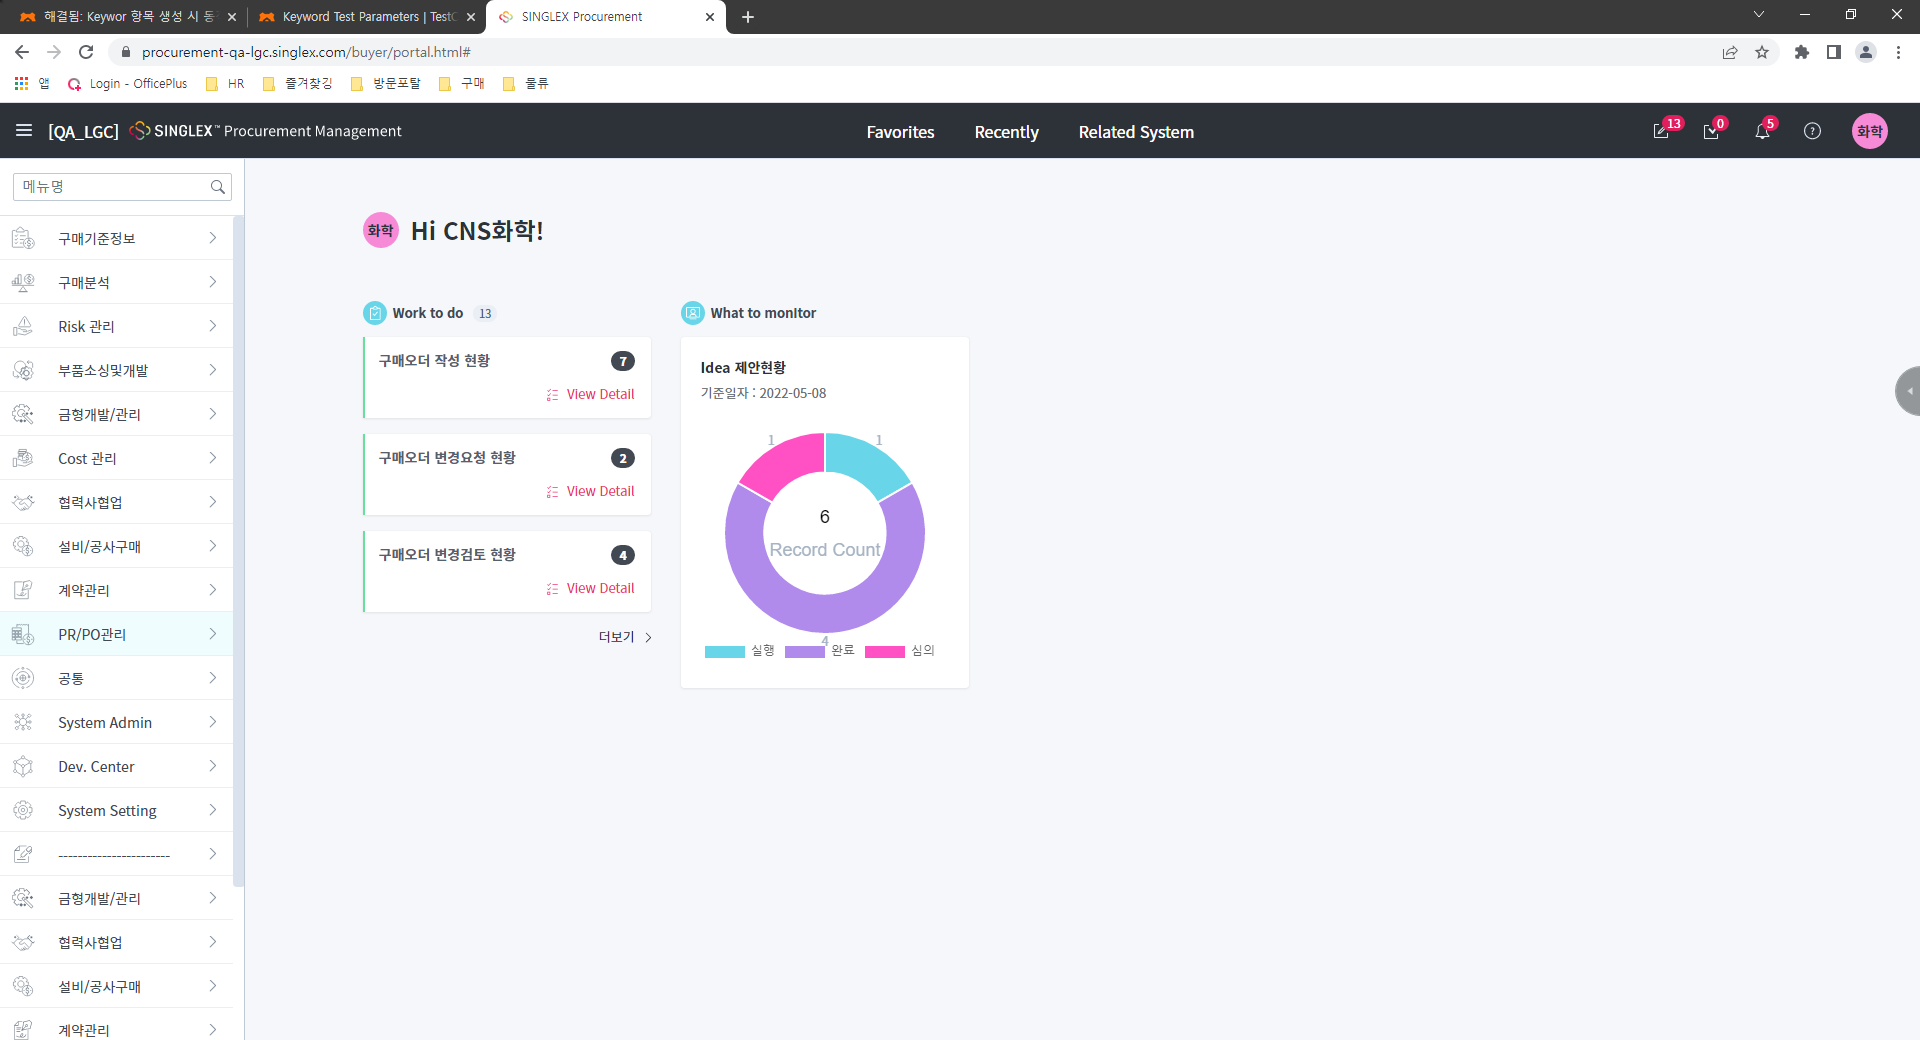 해결됨: Keywor 항목 생성 시 동
Keyword Test Parameters | TestC
SINGLEX Procurement
procurement-qa-lgc.singlex.com/buyer/portal.html#
앱
Login - OfficePlus
HR
즐겨찾깅
방문포탈
구매
물류
[QA_LGC] SINGLEX™ Procurement Management
Favorites
Recently
Related System
13
0
5
?
화학
메뉴명
구매기준정보
구매분석
Risk 관리
부품소싱및개발
금형개발/관리
Cost 관리
협력사협업
설비/공사구매
계약관리
PR/PO관리
공통
System Admin
Dev. Center
System Setting
-----------------------
금형개발/관리
협력사협업
설비/공사구매
계약관리
화학 Hi CNS화학!
Work to do 13
구매오더 작성 현황 7
View Detail
구매오더 변경요청 현황 2
View Detail
구매오더 변경검토 현황 4
View Detail
더보기
What to monitor
Idea 제안현황
기준일자 : 2022-05-08
1
1
6
Record Count
4
실행 완료 심의